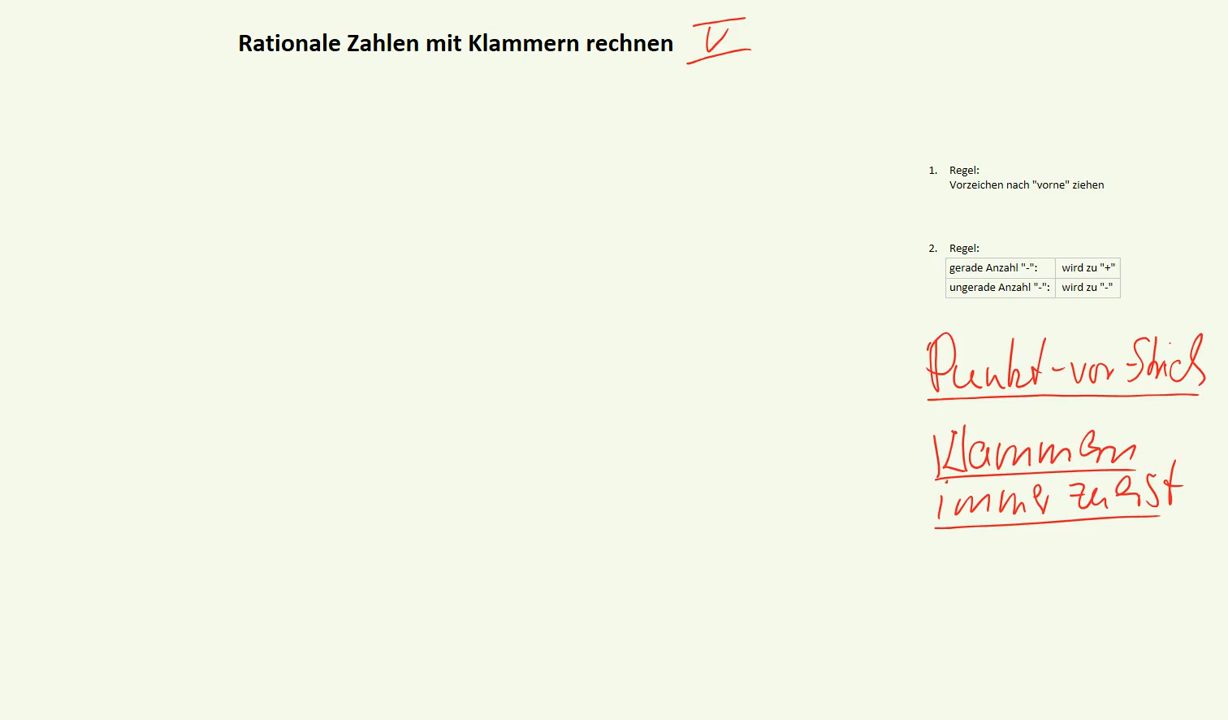 Rationale Zahlen mit Klammern rechnen V
1. Regel:
Vorzeichen nach "vorne" ziehen
2. Regel:
gerade Anzahl "-": wird zu "+"
ungerade Anzahl "-": wird zu "-"
Punkt-vor-Strich
Klammern
immer zuerst